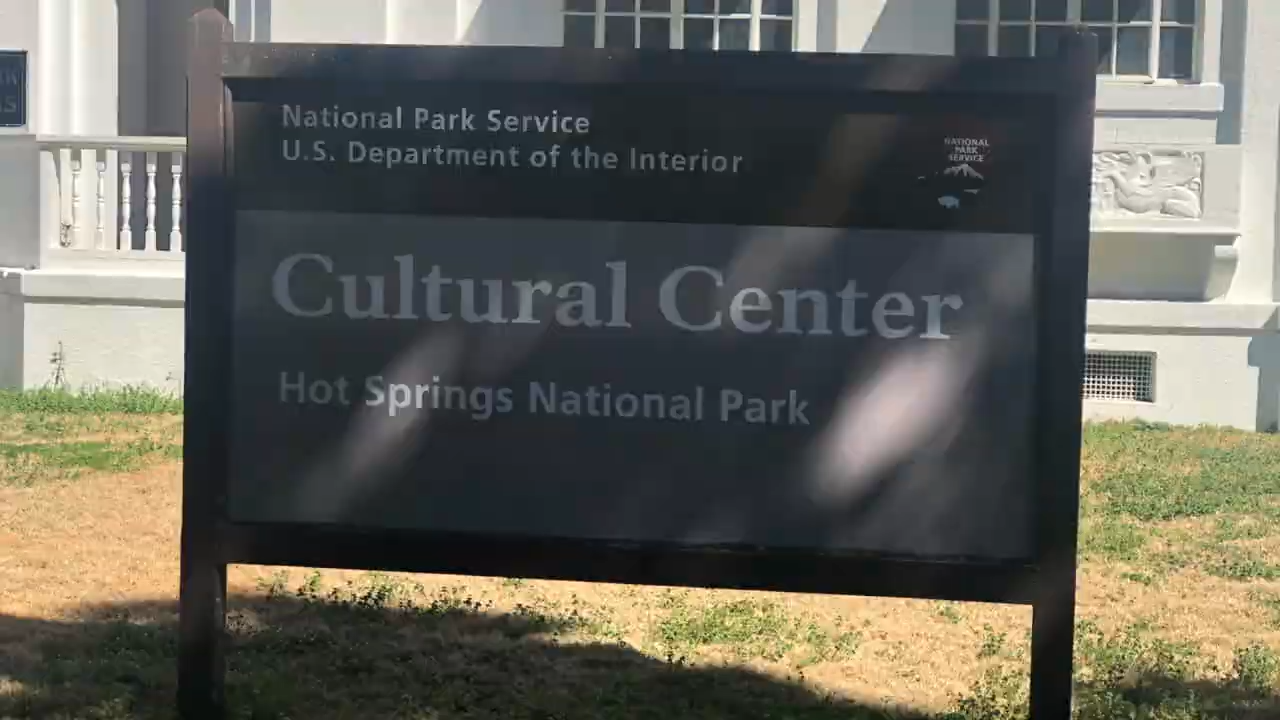 National Park Service
U.S. Department of the Interior
NATIONAL
PARK
SERVICE
Cultural Center
Hot Springs National Park